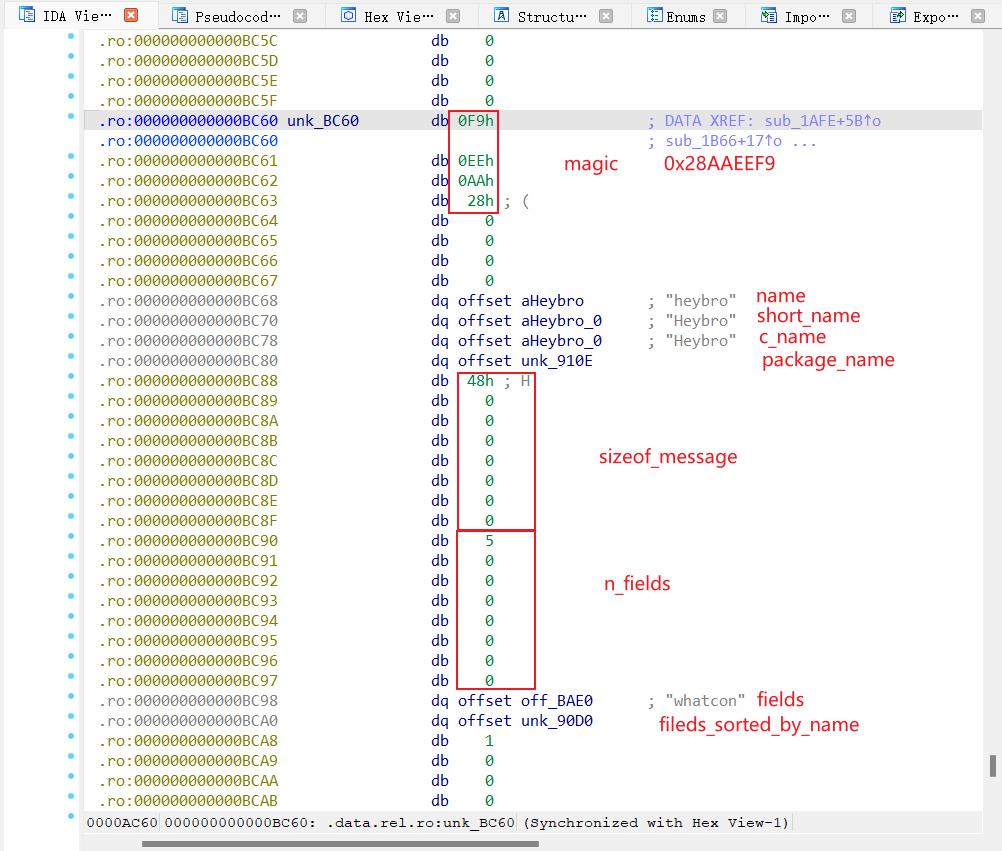 IDA Vie··· Pseudocod··· Hex Vie··· Structu··· Enums Impo··· Expo···
.ro:000000000000BC5C db 0
.ro:000000000000BC5D db 0
.ro:000000000000BC5E db 0
.ro:000000000000BC5F db 0
.ro:000000000000BC60 unk_BC60 db 0F9h ; DATA XREF: sub_1AFE+5B↑o
.ro:000000000000BC60 ; sub_1B66+17↑o ...
.ro:000000000000BC61 db 0EEh magic 0x28AAEEF9
.ro:000000000000BC62 db 0AAh
.ro:000000000000BC63 db 28h ; (
.ro:000000000000BC64 db 0
.ro:000000000000BC65 db 0
.ro:000000000000BC66 db 0
.ro:000000000000BC67 db 0
.ro:000000000000BC68 dq offset aHeybro ; "heybro" name
.ro:000000000000BC70 dq offset aHeybro_0 ; "Heybro" short_name
.ro:000000000000BC78 dq offset aHeybro_0 ; "Heybro" c_name
.ro:000000000000BC80 dq offset unk_910E package_name
.ro:000000000000BC88 db 48h ; H
.ro:000000000000BC89 db 0
.ro:000000000000BC8A db 0
.ro:000000000000BC8B db 0
.ro:000000000000BC8C db 0 sizeof_message
.ro:000000000000BC8D db 0
.ro:000000000000BC8E db 0
.ro:000000000000BC8F db 0
.ro:000000000000BC90 db 5
.ro:000000000000BC91 db 0
.ro:000000000000BC92 db 0 n_fields
.ro:000000000000BC93 db 0
.ro:000000000000BC94 db 0
.ro:000000000000BC95 db 0
.ro:000000000000BC96 db 0
.ro:000000000000BC97 db 0
.ro:000000000000BC98 dq offset off_BAE0 ; "whatcon" fields
.ro:000000000000BCA0 dq offset unk_90D0 fileds_sorted_by_name
.ro:000000000000BCA8 db 1
.ro:000000000000BCA9 db 0
.ro:000000000000BCAA db 0
.ro:000000000000BCAB db 0
0000AC60 000000000000BC60: .data.rel.ro:unk_BC60 (Synchronized with Hex View-1)